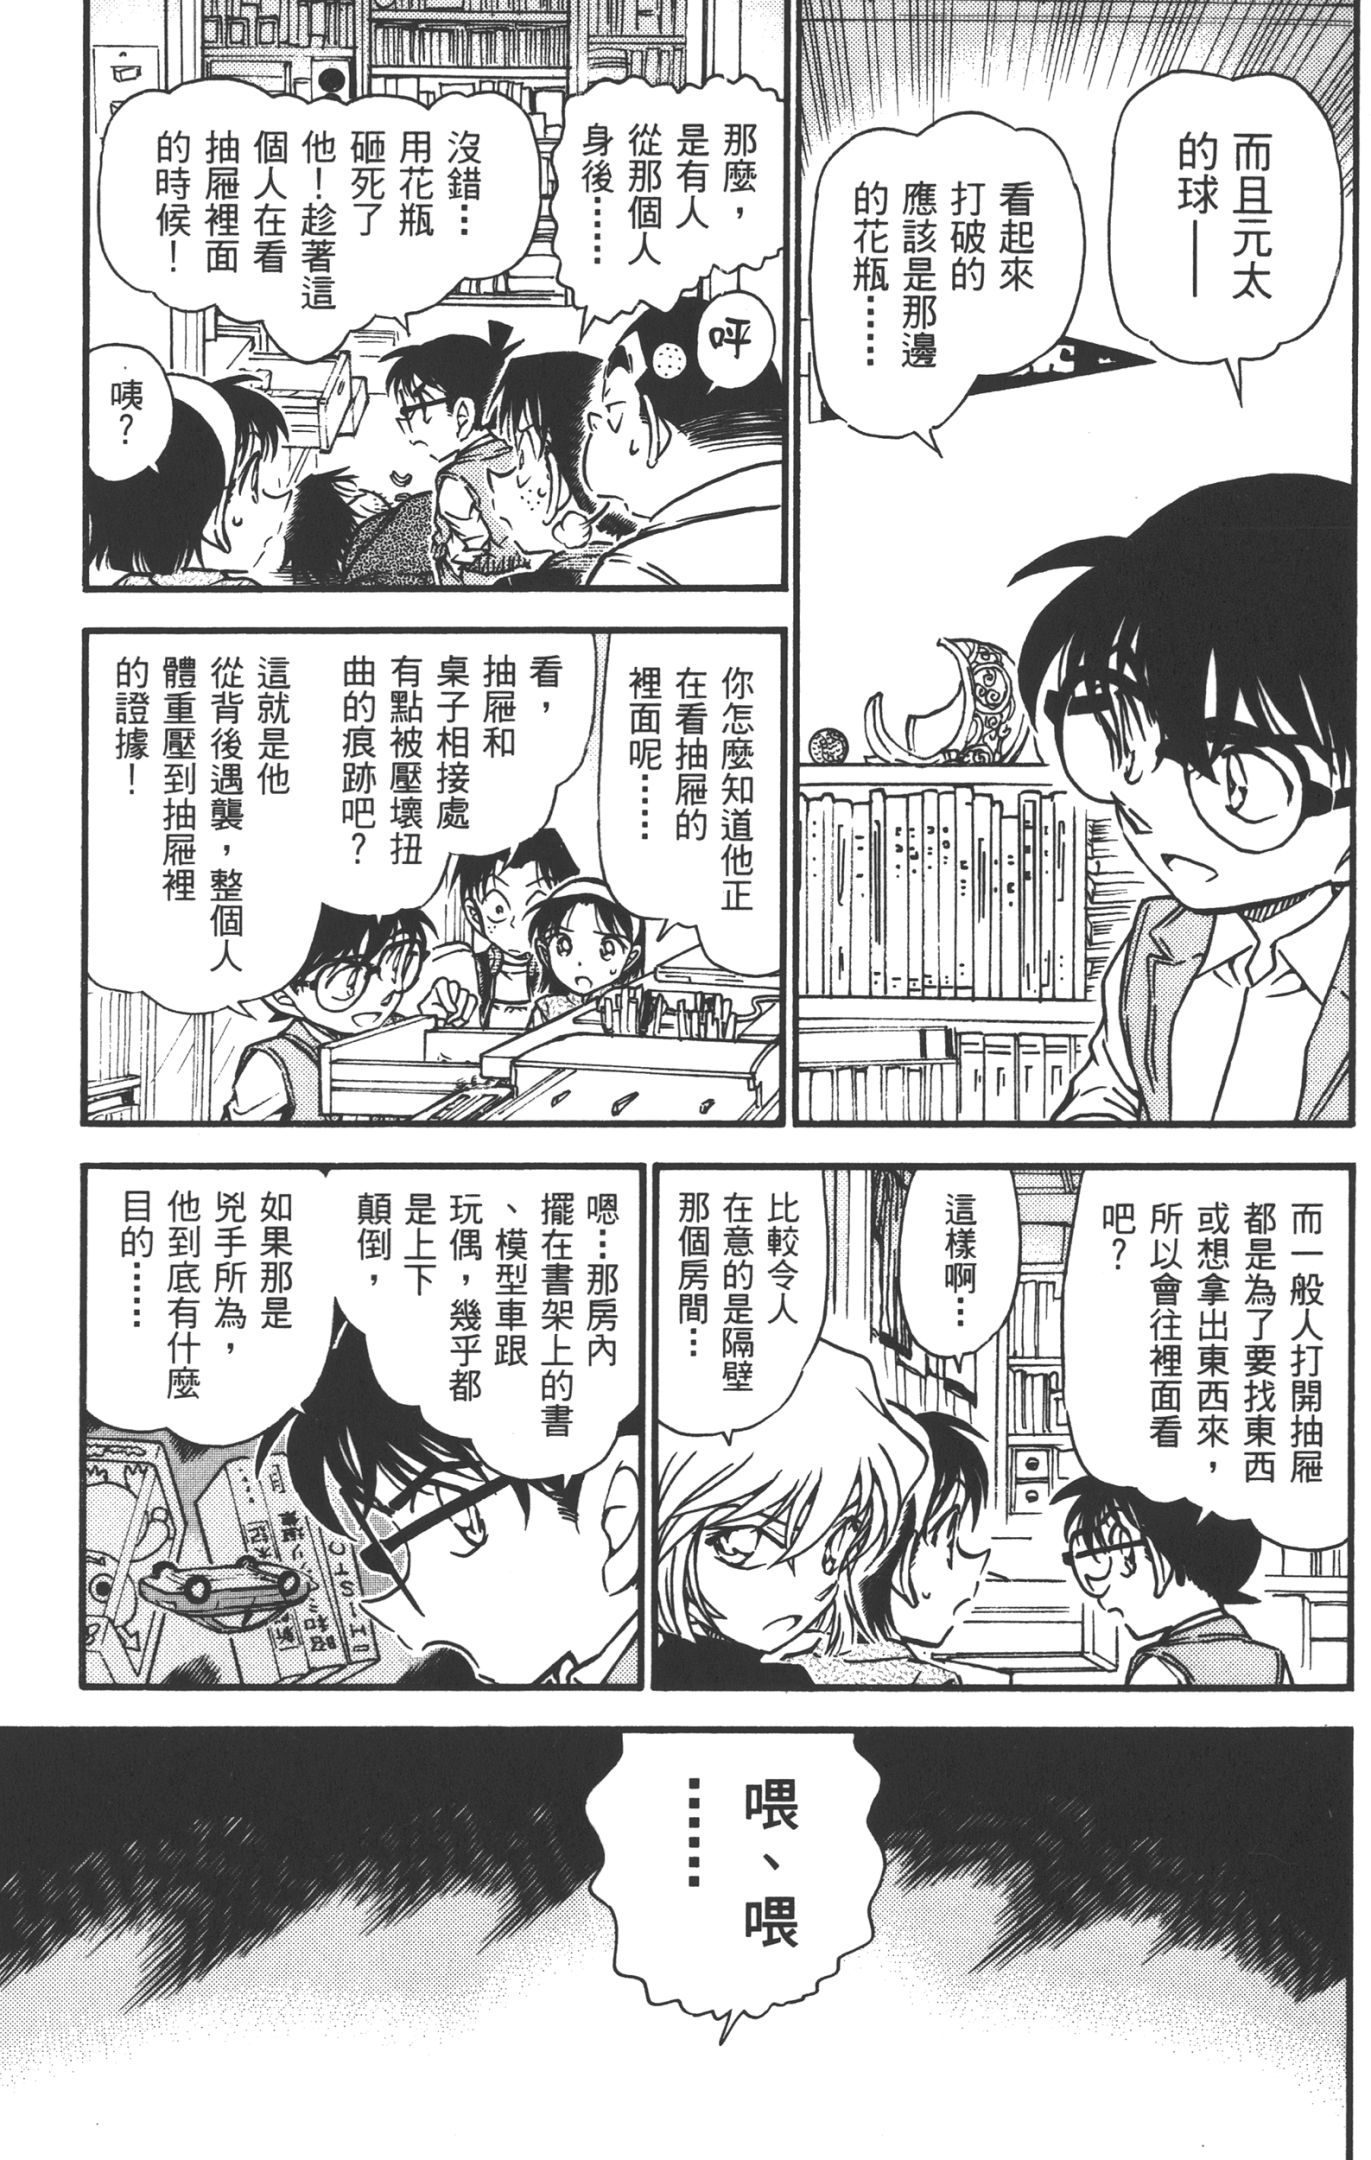 而且元太
的球——
看起來
打破的
應該是那邊
的花瓶……
那麼，
是有人
從那個人
身後……
呼
沒錯…
用花瓶
砸死了
他！趁著這
個人在看
抽屜裡面
的時候！
咦？
你怎麼知道他正
在看抽屜的
裡面呢……
看，
抽屜和
桌子相接處
有點被壓壞扭
曲的痕跡吧？
這就是他
從背後遇襲，整個人
體重壓到抽屜裡
的證據！
而一般人打開抽屜
都是為了要找東西
或想拿出東西來，
所以會往裡面看
吧？
這樣啊…
比較令人
在意的是隔壁
那個房間…
嗯…那房內
擺在書架上的書
、模型車跟
玩偶，幾乎都
是上下
顛倒，
如果那是
兇手所為，
他到底有什麼
目的……
喂、喂
……